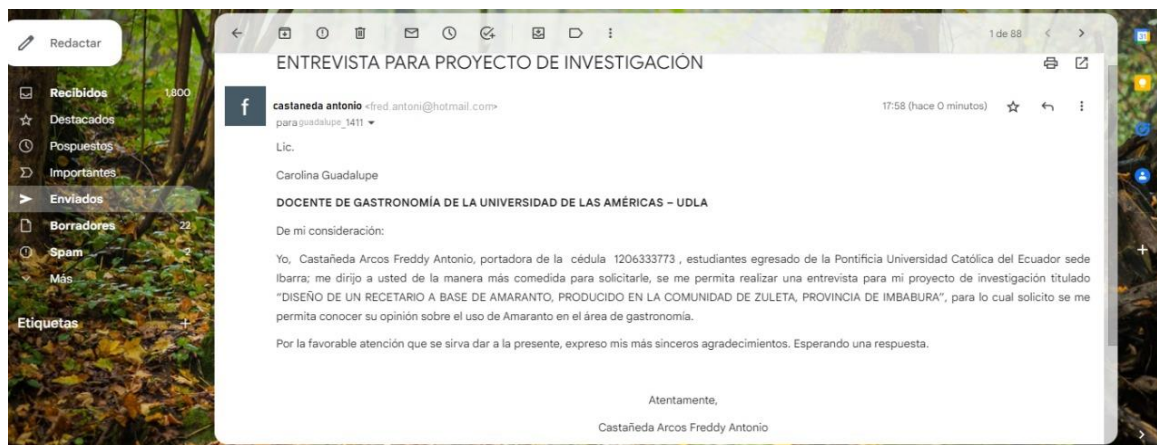 Redactar
1 de 88
ENTREVISTA PARA PROYECTO DE INVESTIGACIÓN
Recibidos 1,800
Destacados
Pospuestos
Importantes
Enviados
Borradores 22
Spam 2
Más
Etiquetas
f
castaneda antonio <fred.antoni@hotmail.com>
17:58 (hace 0 minutos)
para guadalupe_1411
Lic.
Carolina Guadalupe
DOCENTE DE GASTRONOMÍA DE LA UNIVERSIDAD DE LAS AMÉRICAS – UDLA
De mi consideración:
Yo, Castañeda Arcos Freddy Antonio, portadora de la cédula 1206333773 , estudiantes egresado de la Pontificia Universidad Católica del Ecuador sede
Ibarra; me dirijo a usted de la manera más comedida para solicitarle, se me permita realizar una entrevista para mi proyecto de investigación titulado
"DISEÑO DE UN RECETARIO A BASE DE AMARANTO, PRODUCIDO EN LA COMUNIDAD DE ZULETA, PROVINCIA DE IMBABURA", para lo cual solicito se me
permita conocer su opinión sobre el uso de Amaranto en el área de gastronomía.
Por la favorable atención que se sirva dar a la presente, expreso mis más sinceros agradecimientos. Esperando una respuesta.
Atentamente,
Castañeda Arcos Freddy Antonio
31